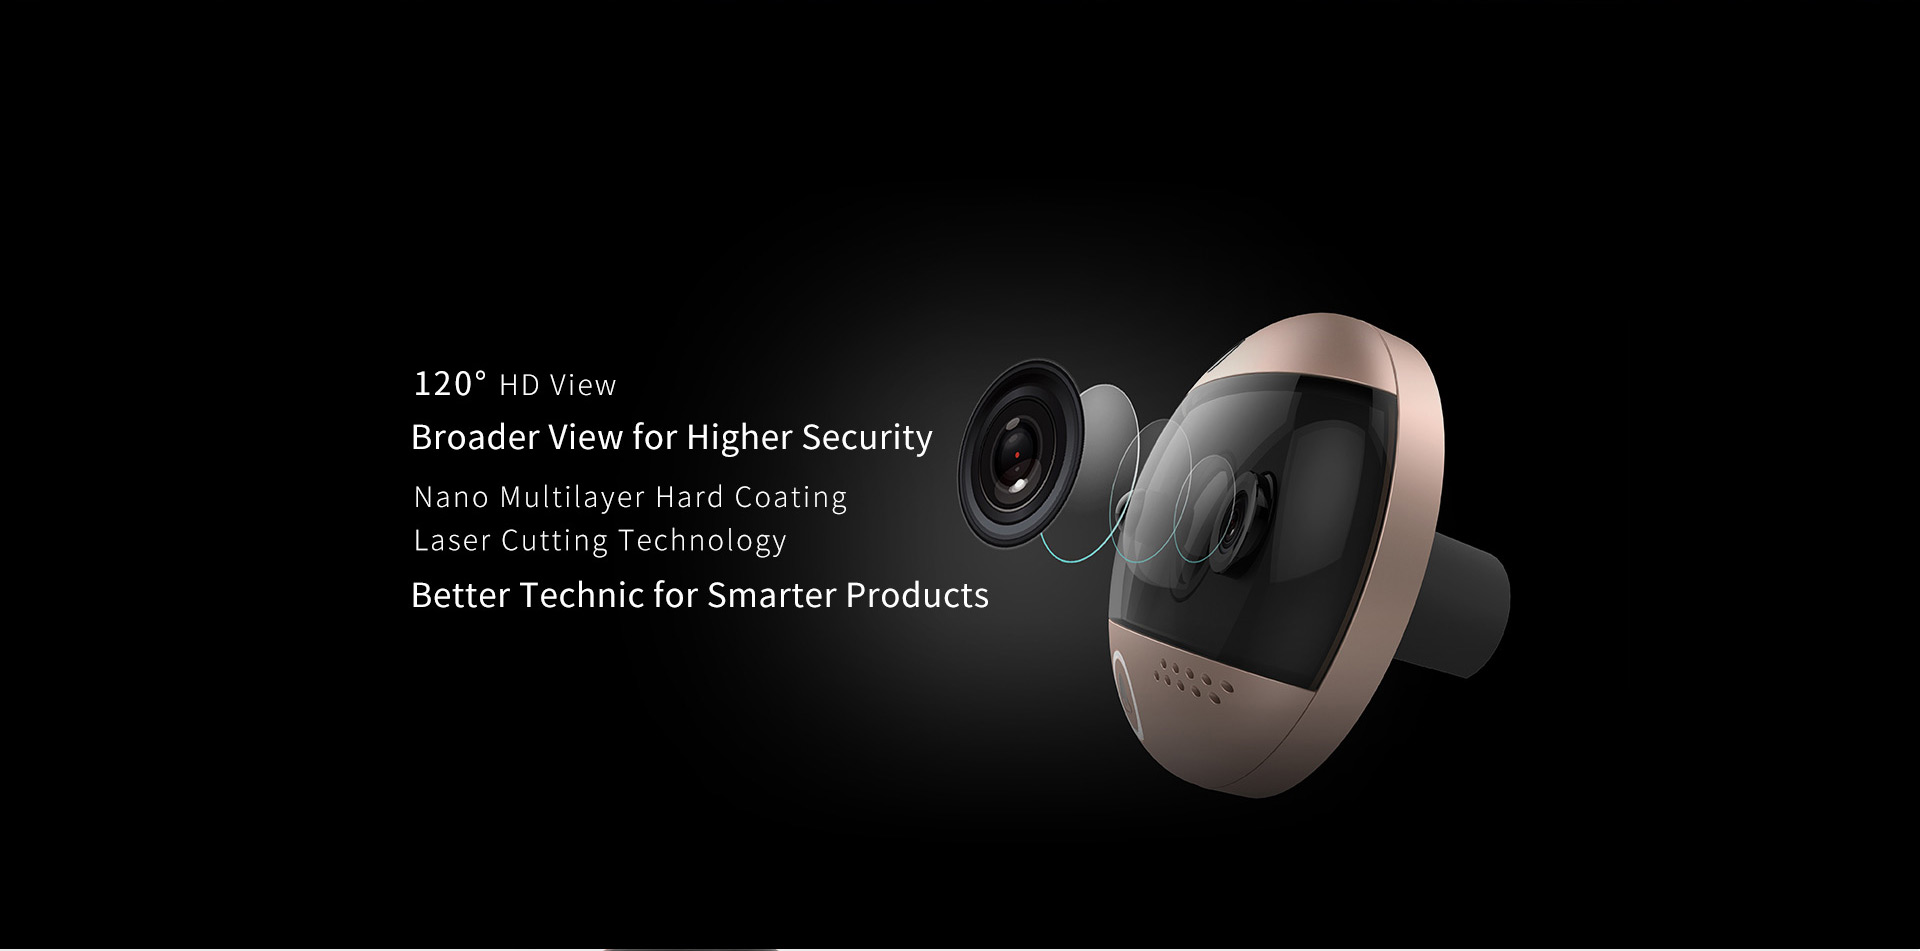 120° HD View
Broader View for Higher Security
Nano Multilayer Hard Coating
Laser Cutting Technology
Better Technic for Smarter Products